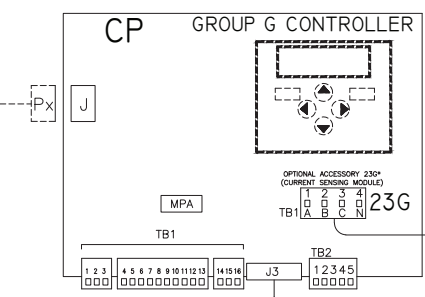 CP
GROUP G CONTROLLER
Px
J
OPTIONAL ACCESSORY 23G*
(CURRENT SENSING MODULE)
1 2 3 4
TB1 A B C N
23G
MPA
TB1
TB2
1 2 3
4 5 6 7 8 9 10 11 12 13
14 15 16
J3
1 2 3 4 5